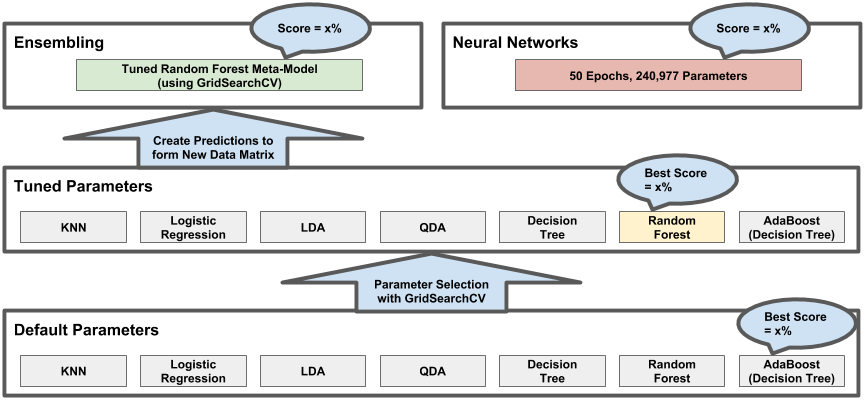 Score = x%
Score = x%
Ensembling
Neural Networks
Tuned Random Forest Meta-Model
(using GridSearchCV)
50 Epochs, 240,977 Parameters
Create Predictions to
form New Data Matrix
Best Score
= x%
Tuned Parameters
KNN
Logistic
Regression
LDA
QDA
Decision
Tree
Random
Forest
AdaBoost
(Decision Tree)
Parameter Selection
with GridSearchCV
Best Score
= x%
Default Parameters
KNN
Logistic
Regression
LDA
QDA
Decision
Tree
Random
Forest
AdaBoost
(Decision Tree)